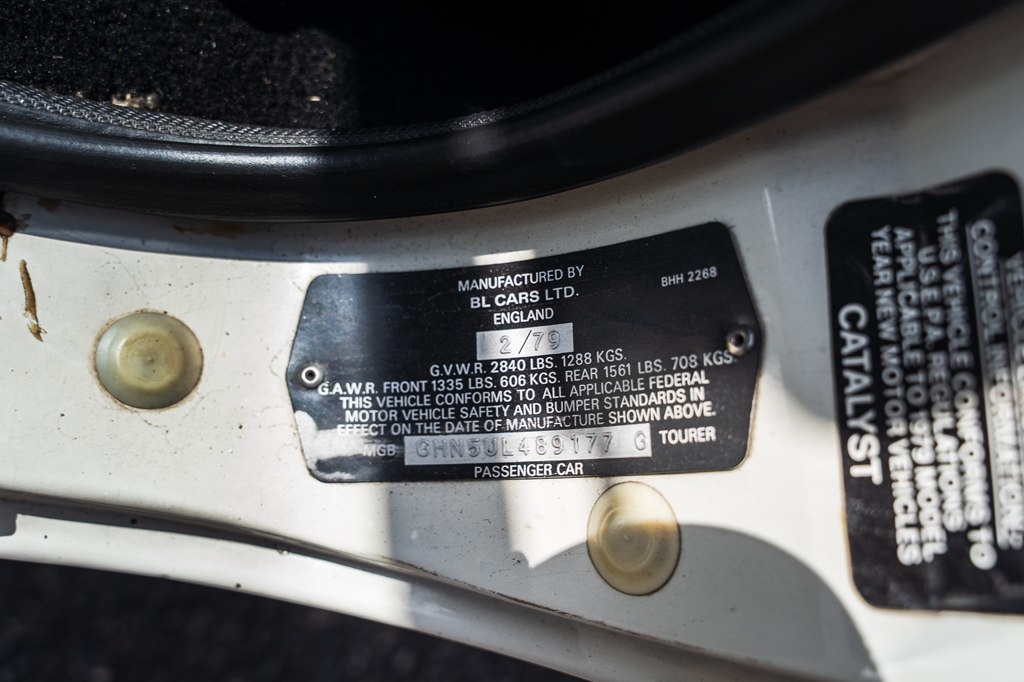 MANUFACTURED BY
BHH 2268
BL CARS LTD.
ENGLAND
2/79
G.V.W.R. 2840 LBS. 1288 KGS.
G.A.W.R. FRONT 1335 LBS. 606 KGS. REAR 1561 LBS. 708 KGS.
THIS VEHICLE CONFORMS TO ALL APPLICABLE FEDERAL
MOTOR VEHICLE SAFETY AND BUMPER STANDARDS IN
EFFECT ON THE DATE OF MANUFACTURE SHOWN ABOVE.
MGB GHN5UL489177 G TOURER
PASSENGER CAR
CONTROL INFORMATION
THIS VEHICLE CONFORMS TO
U.S.E.P.A. REGULATIONS
APPLICABLE TO 1979 MODEL
YEAR NEW MOTOR VEHICLES
CATALYST